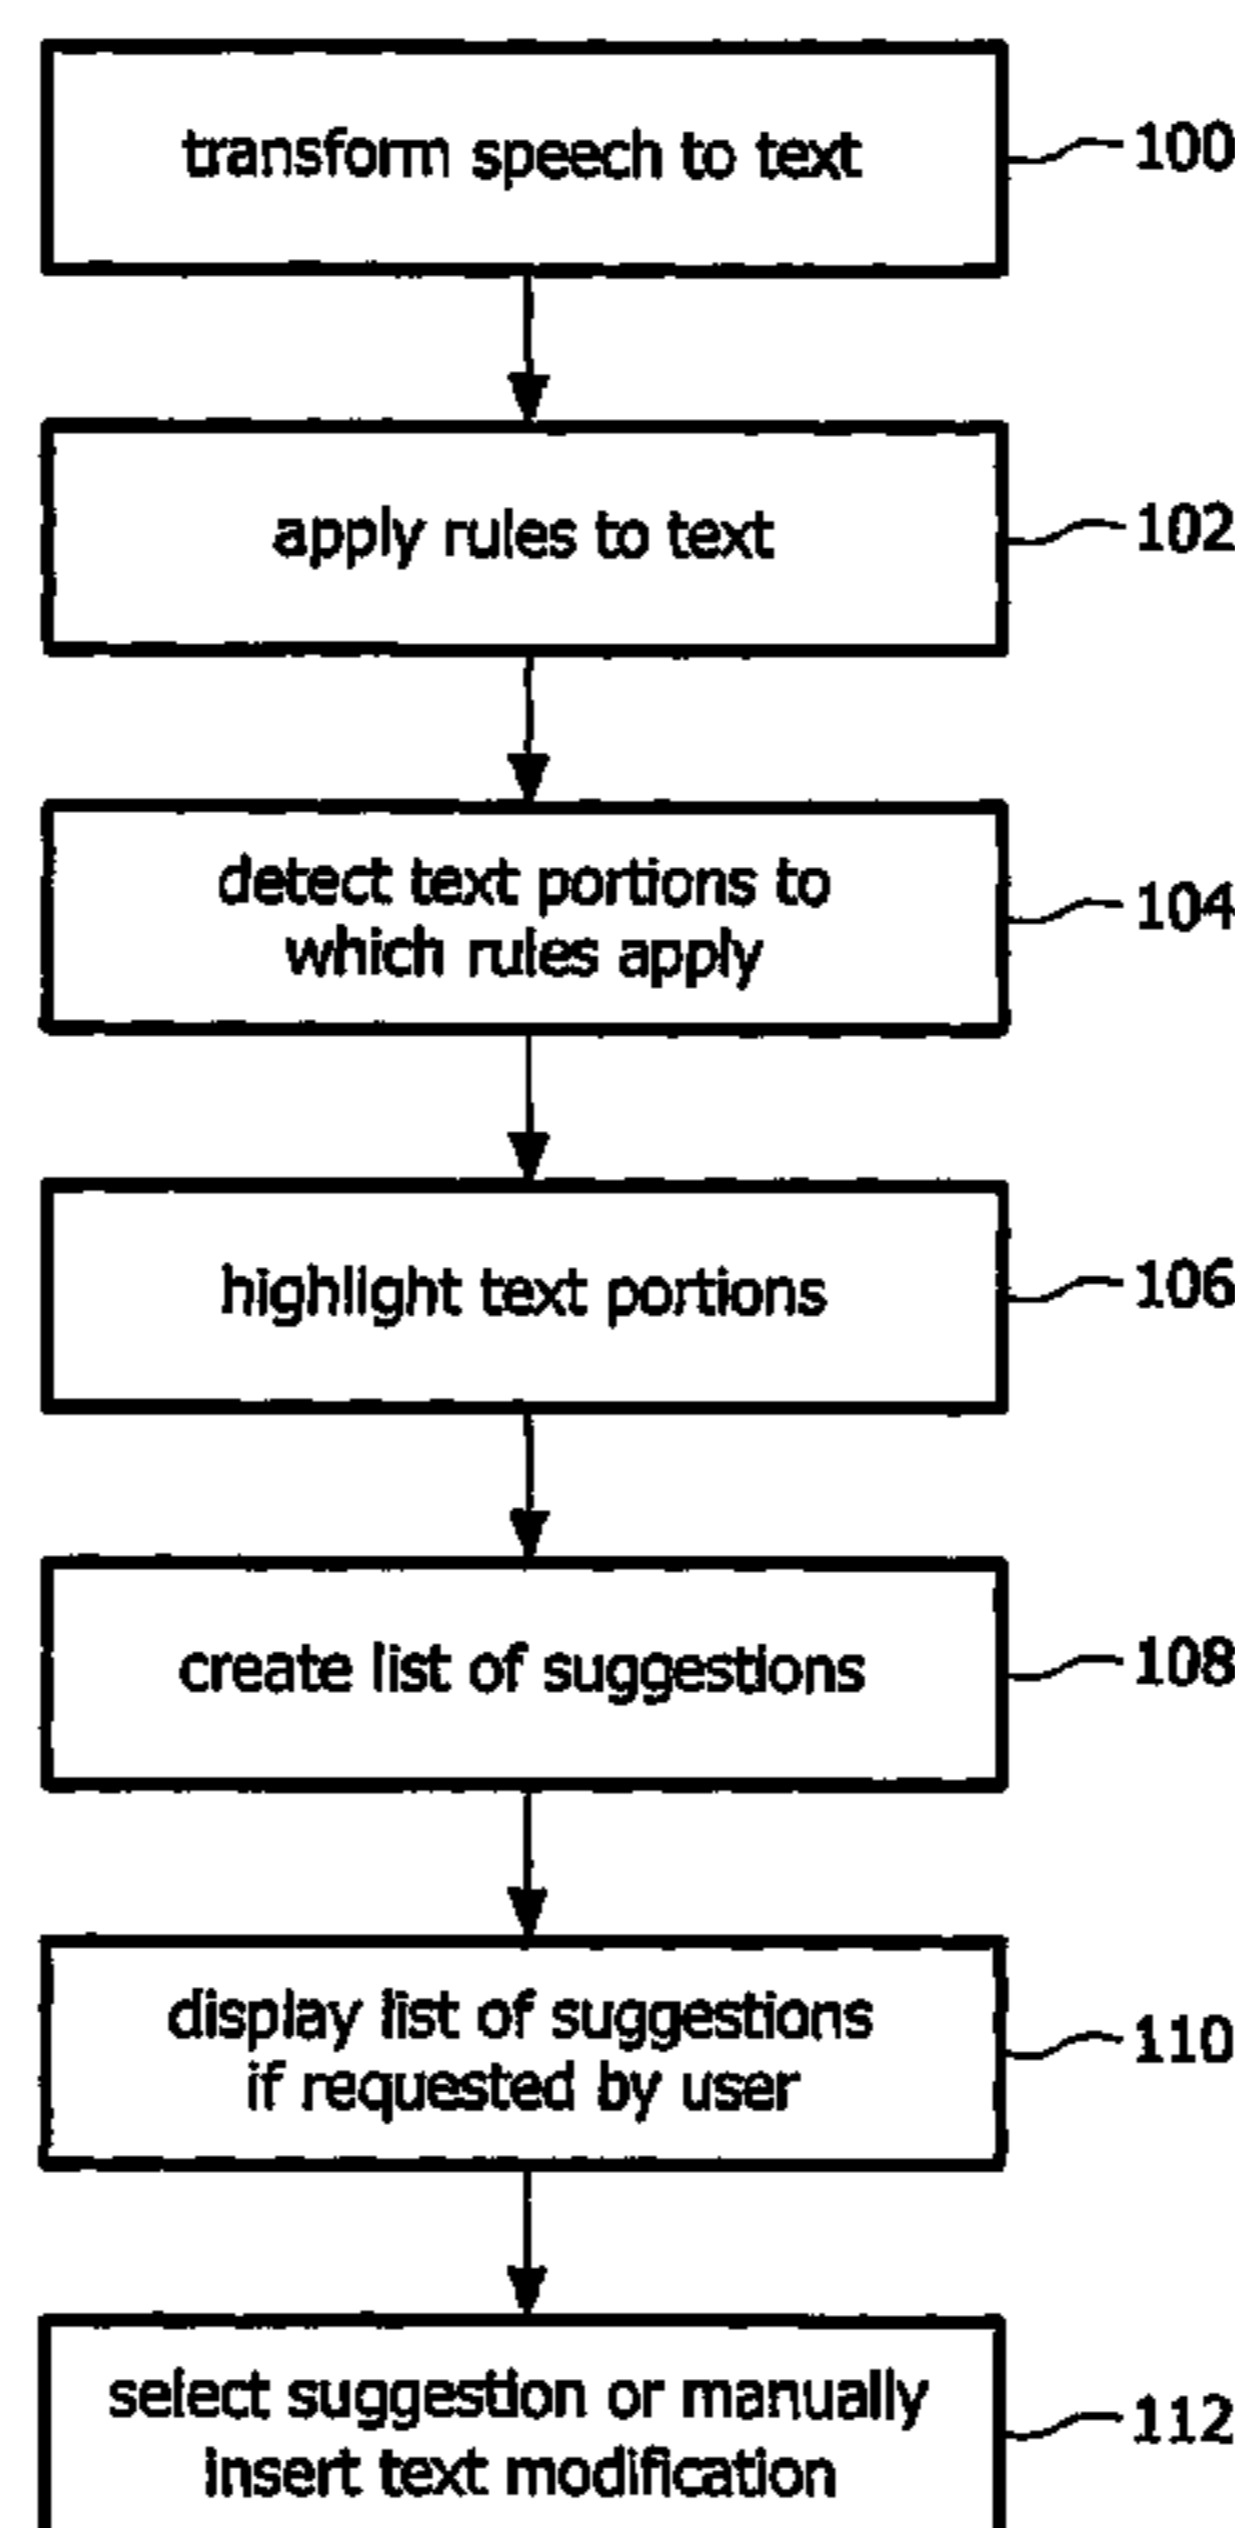 transform speech to text
100
apply rules to text
102
detect text portions to
which rules apply
104
highlight text portions
106
create list of suggestions
108
display list of suggestions
if requested by user
110
select suggestion or manually
insert text modification
112